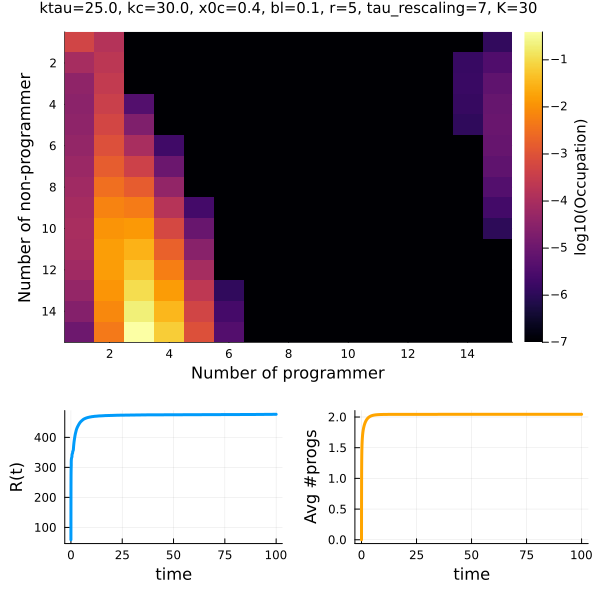 ktau=25.0, kc=30.0, x0c=0.4, bl=0.1, r=5, tau_rescaling=7, K=30
Number of non-programmer
2
4
6
8
10
12
14
2 4 6 8 10 12 14
Number of programmer
−1
−2
−3
−4
−5
−6
−7
log10(Occupation)
R(t)
400
300
200
100
0 25 50 75 100
time
Avg #progs
2.0
1.5
1.0
0.5
0.0
0 25 50 75 100
time